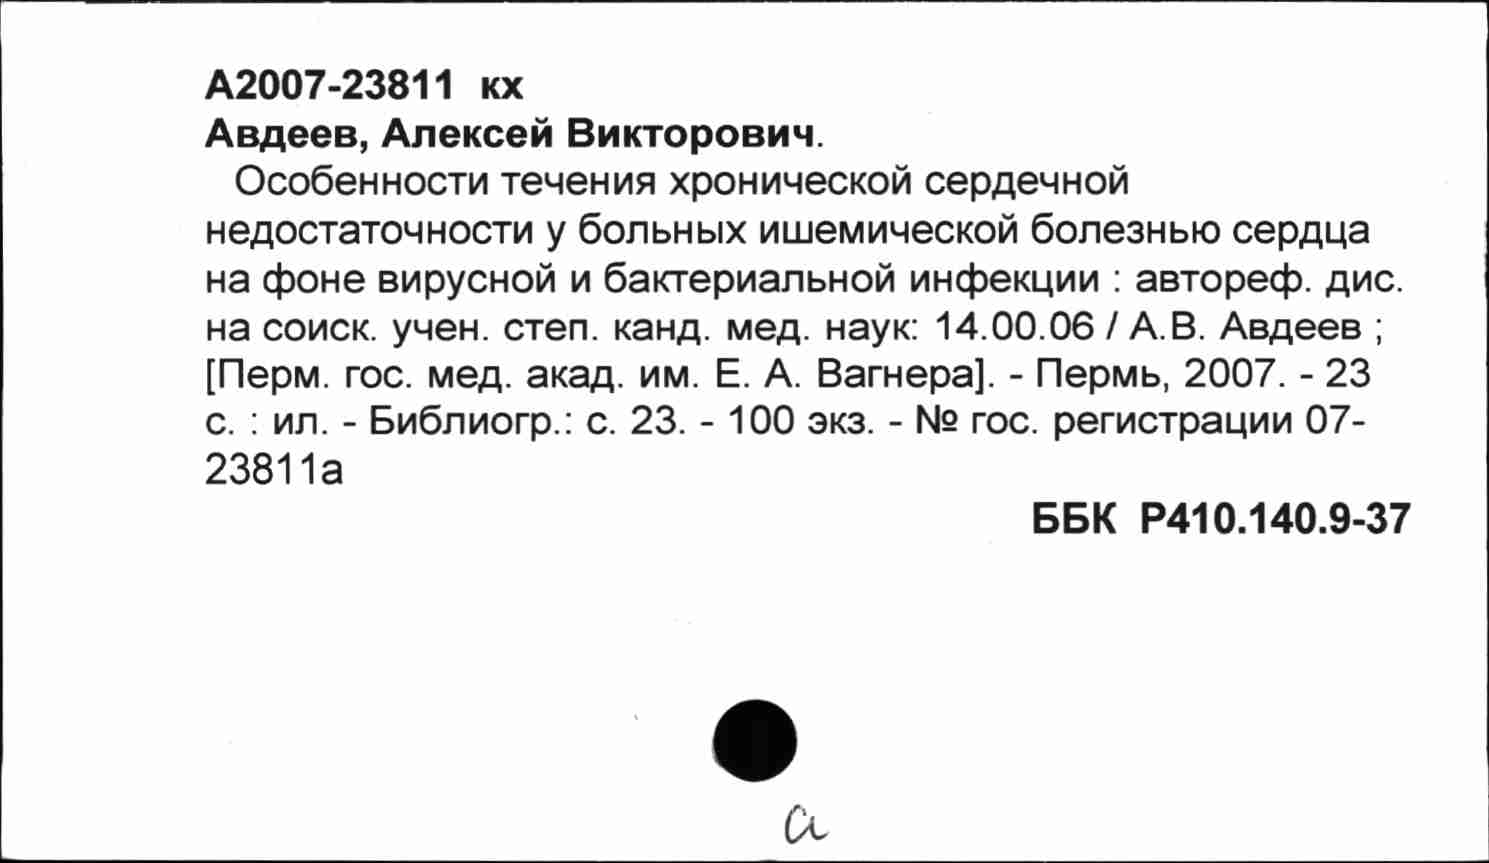 А2007-23811 кх
Авдеев, Алексей Викторович.
Особенности течения хронической сердечной
недостаточности у больных ишемической болезнью сердца
на фоне вирусной и бактериальной инфекции : автореф. дис.
на соиск. учен. степ. канд. мед. наук: 14.00.06 / А.В. Авдеев ;
[Перм. гос. мед. акад. им. Е. А. Вагнера]. - Пермь, 2007. - 23
с. : ил. - Библиогр.: с. 23. - 100 экз. - № гос. регистрации 07-
23811а
ББК Р410.140.9-37
а